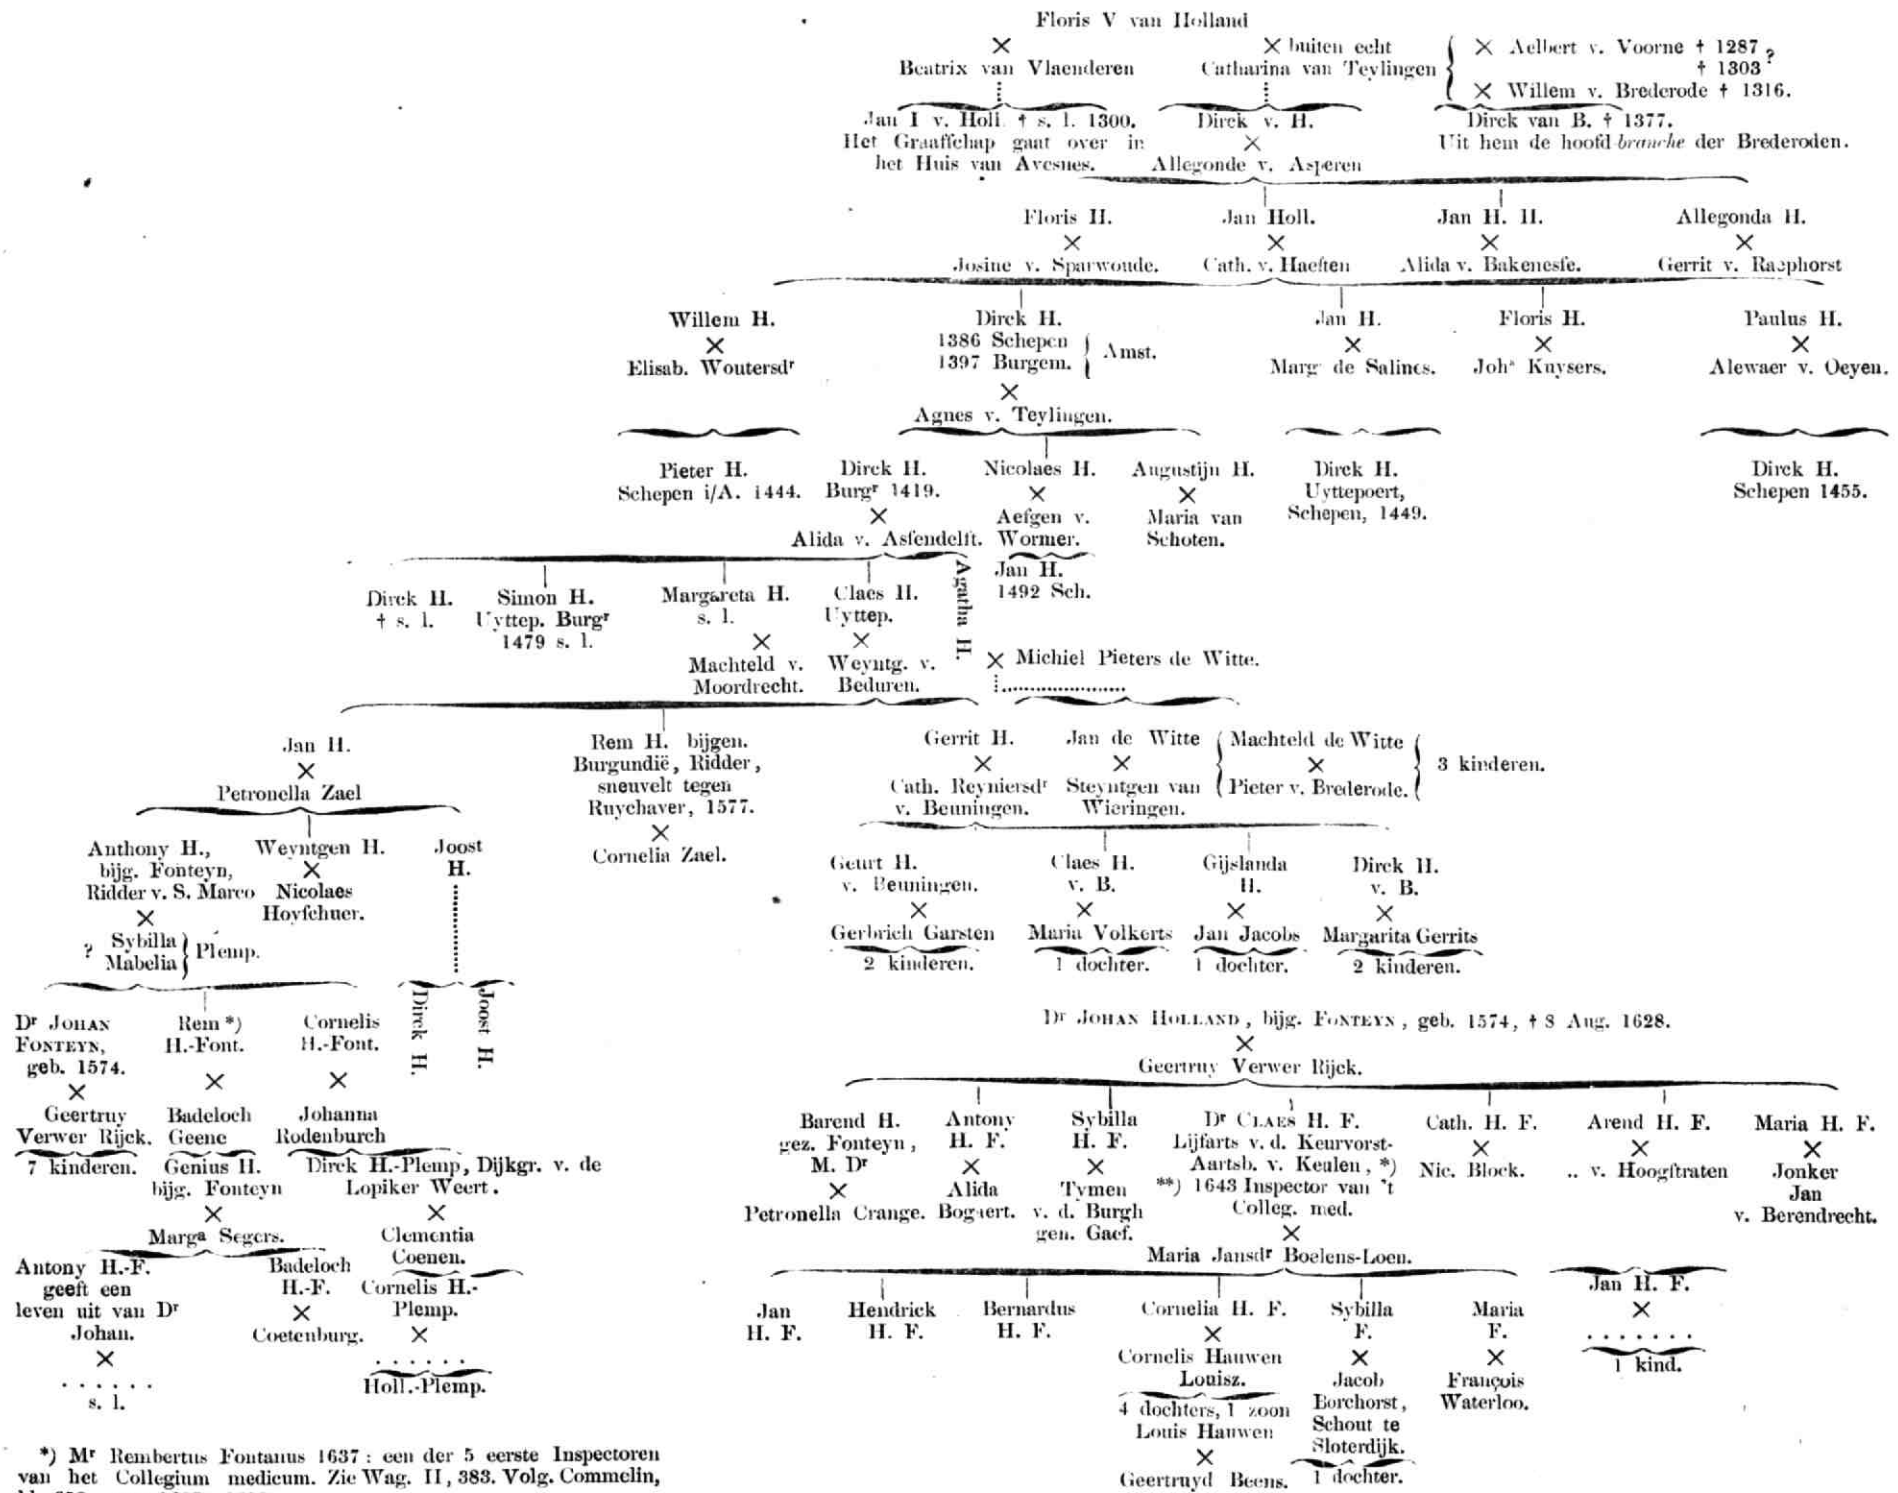 Floris V van Holland
× × buiten echt × Aelbert v. Voorne † 1287 ?
Beatrix van Vlaenderen Catharina van Teylingen † 1303
× Willem v. Brederode † 1316.
Jan I v. Holl. † s. l. 1300. Dirck v. H. Dirck van B. † 1377.
Het Graaffchap gaat over in × Uit hem de hoofd-branche der Brederoden.
het Huis van Avesnes. Allegonde v. Asperen
Floris H. Jan Holl. Jan H. II. Allegonda H.
× × × ×
Josine v. Sparwoude. Cath. v. Haeften Alida v. Bakenesfe. Gerrit v. Raephorst
Willem H. Dirck H. Jan H. Floris H. Paulus H.
× 1386 Schepen × × ×
1397 Burgem. Amst.
Elisab. Woutersdr Marg. de Salines. Joha Kuysers. Alewaer v. Oeyen.
×
Agnes v. Teylingen.
Pieter H. Dirck H. Nicolaes H. Augustijn H. Dirck H. Dirck H.
Schepen i/A. 1444. Burgr 1419. × × Uyttepoert, Schepen 1455.
× Aefgen v. Maria van Schepen, 1449.
Alida v. Asfendelft. Wormer. Schoten.
Agatha H. Jan H.
Dirck H. Simon H. Margareta H. Claes H. 1492 Sch.
† s. l. Uyttep. Burgr s. l. Uyttep.
1479 s. l. × ×
Machteld v. Weyntg. v. × Michiel Pieters de Witte.
Moordrecht. Beduren.
Jan H. Rem H. bijgen. Gerrit H. Jan de Witte Machteld de Witte
× Burgundië, Ridder, × × × 3 kinderen.
Petronella Zael sneuvelt tegen Cath. Reyniersdr Steyntgen van Pieter v. Brederode.
Ruychaver, 1577. v. Beuningen. Wieringen.
×
Anthony H., Weyntgen H. Joost Cornelia Zael.
bijg. Fonteyn, × H. Geurt H. Claes H. Gijslanda Dirck H.
Ridder v. S. Marco Nicolaes v. Beuningen. v. B. H. v. B.
× Hoyfchuer. × × × ×
? Sybilla Plemp. Gerbrich Garsten Maria Volkerts Jan Jacobs Margarita Gerrits
Mabelia 2 kinderen. 1 dochter. 1 dochter. 2 kinderen.
Dr JOHAN Rem *) Cornelis Dirck H. Joost H.
FONTEYN, H.-Font. H.-Font.
geb. 1574. × ×
×
Geertruy Badeloch Johanna
Verwer Rijck. Geene Rodenburch
7 kinderen. Genius H. Dirck H.-Plemp, Dijkgr. v. de
bijg. Fonteyn Lopiker Weert.
× ×
Marga Segers. Clementia
Coenen.
Antony H.-F. Badeloch Cornelis H.-
geeft een H.-F. Plemp.
leven uit van Dr × ×
Johan. Coetenburg. . . . . . .
× Holl.-Plemp.
. . . . . .
s. l.
Dr JOHAN HOLLAND, bijg. FONTEYN, geb. 1574, † 8 Aug. 1628.
×
Geertruy Verwer Rijck.
Barend H. Antony Sybilla Dr CLAES H. F. Cath. H. F. Arend H. F. Maria H. F.
gez. Fonteyn, H. F. H. F. Lijfarts v. d. Keurvorst- × × ×
M. Dr × × Aartsb. v. Keulen, *) Nic. Block. .. v. Hoogftraten Jonker
× Alida Tymen **) 1643 Inspector van 't Jan
Petronella Crange. Bogaert. v. d. Burgh Colleg. med. v. Berendrecht.
gen. Gaef. ×
Maria Jansdr Boelens-Loen.
Jan Hendrick Bernardus Cornelia H. F. Sybilla Maria Jan H. F.
H. F. H. F. H. F. × F. F. ×
Cornelis Hauwen × × . . . . . . .
Louisz. Jacob François 1 kind.
4 dochters, 1 zoon Borchorst, Waterloo.
Louis Hauwen Schout te
× Sloterdijk.
Geertruyd Beens. 1 dochter.
*) Mr Rembertus Fontanus 1637: een der 5 eerste Inspectoren
van het Collegium medicum. Zie Wag. II, 383. Volg. Commelin,